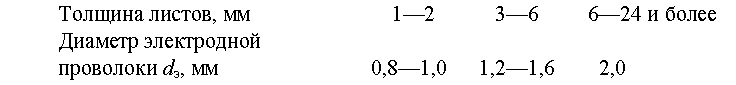 Толщина листов, мм 1—2 3—6 6—24 и более
Диаметр электродной
проволоки dэ, мм 0,8—1,0 1,2—1,6 2,0